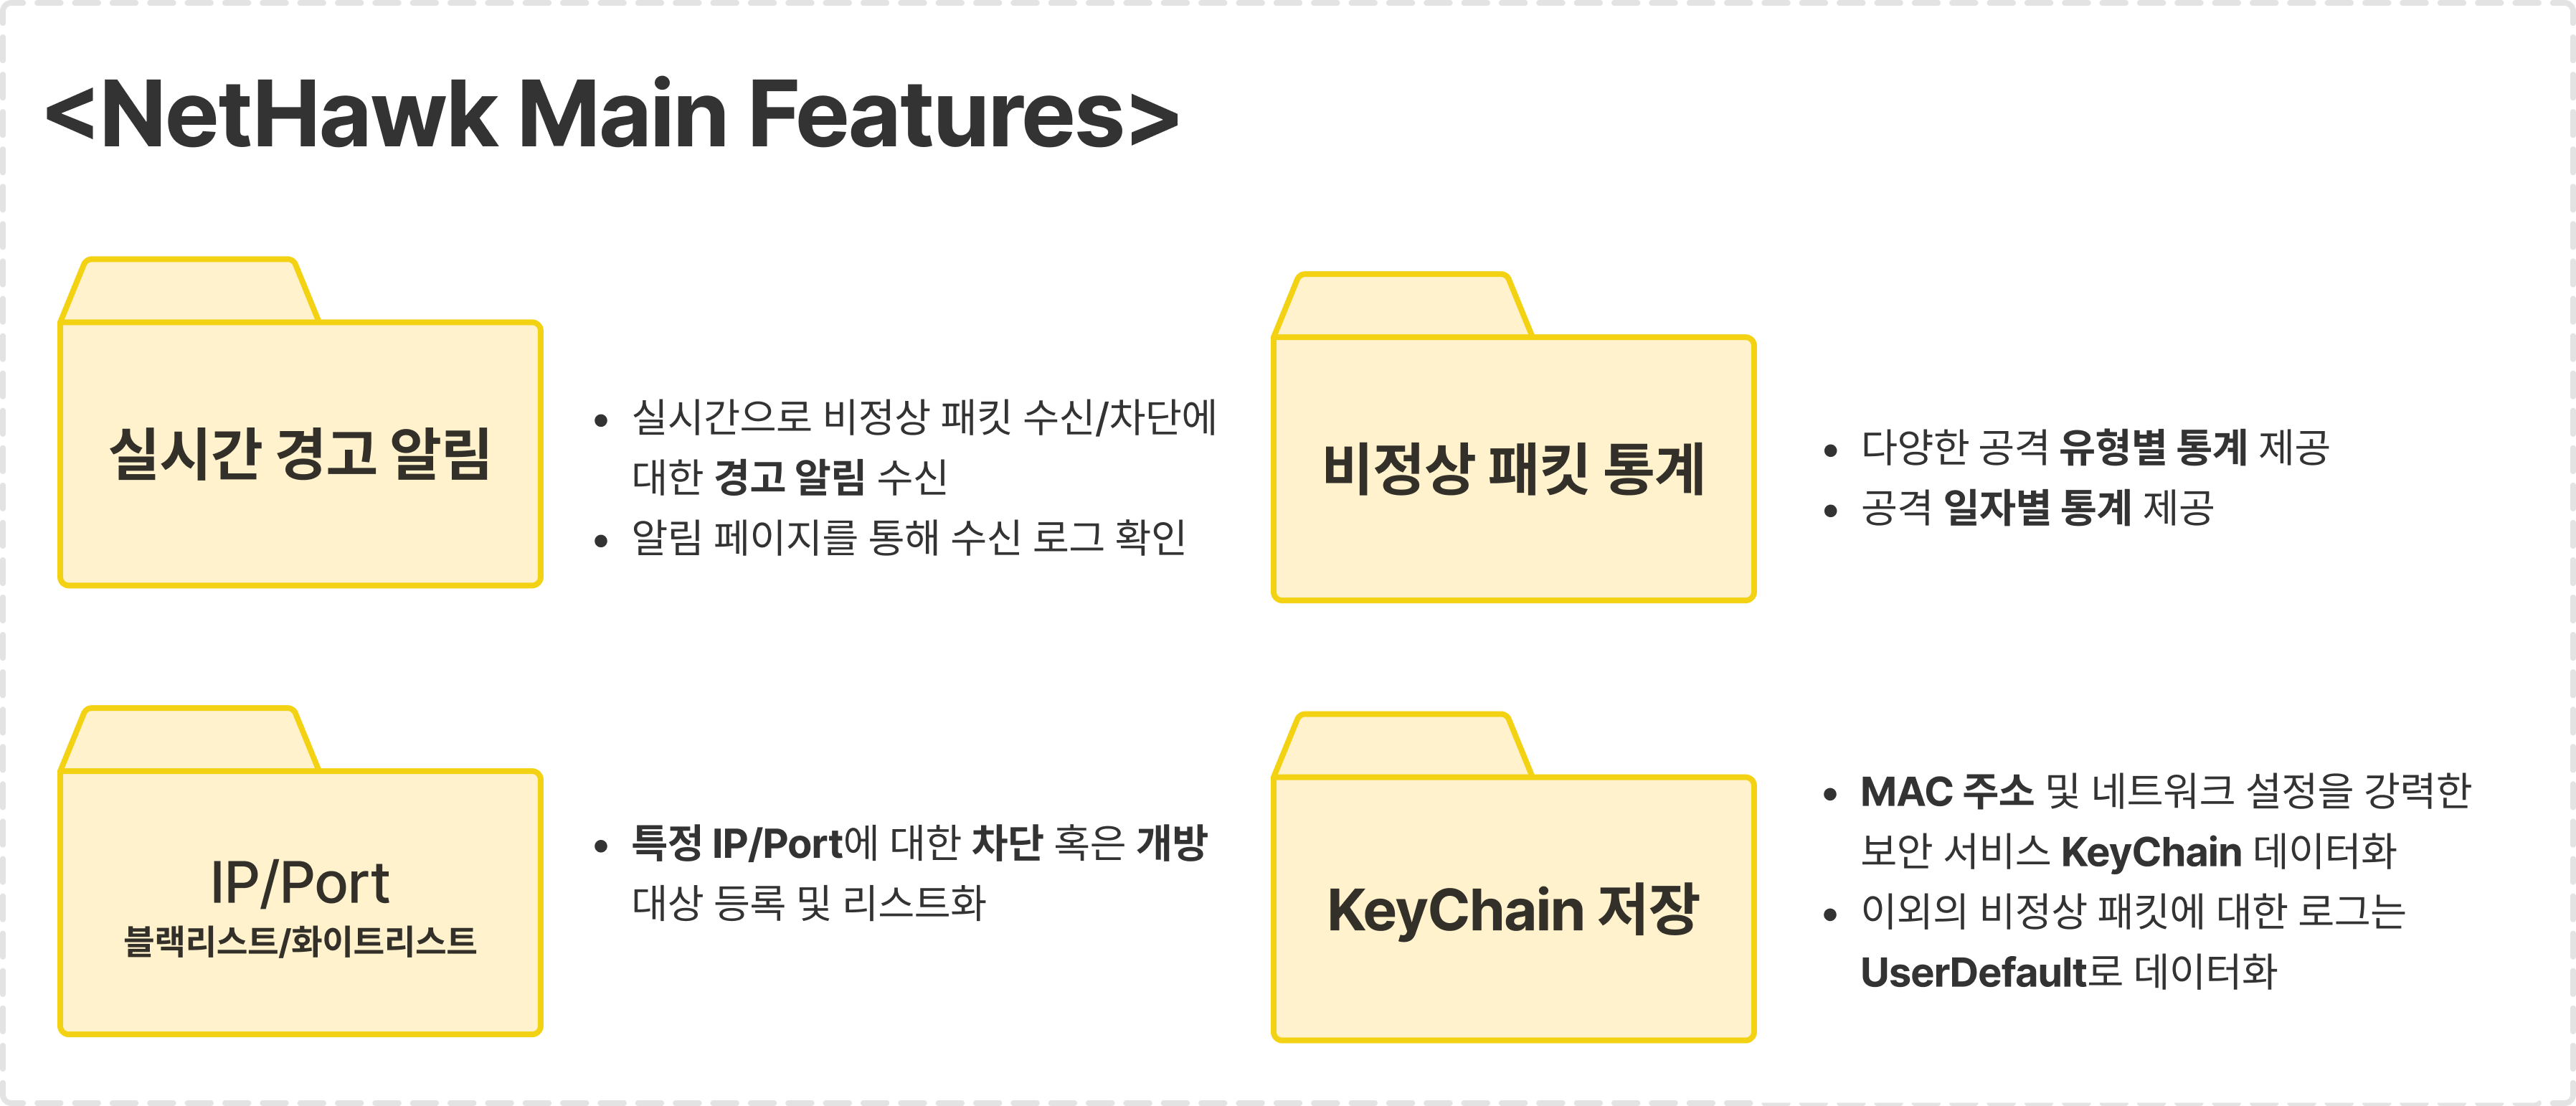 <NetHawk Main Features>
실시간 경고 알림
• 실시간으로 비정상 패킷 수신/차단에
대한 경고 알림 수신
• 알림 페이지를 통해 수신 로그 확인
비정상 패킷 통계
• 다양한 공격 유형별 통계 제공
• 공격 일자별 통계 제공
IP/Port
블랙리스트/화이트리스트
• 특정 IP/Port에 대한 차단 혹은 개방
대상 등록 및 리스트화
KeyChain 저장
• MAC 주소 및 네트워크 설정을 강력한
보안 서비스 KeyChain 데이터화
• 이외의 비정상 패킷에 대한 로그는
UserDefault로 데이터화